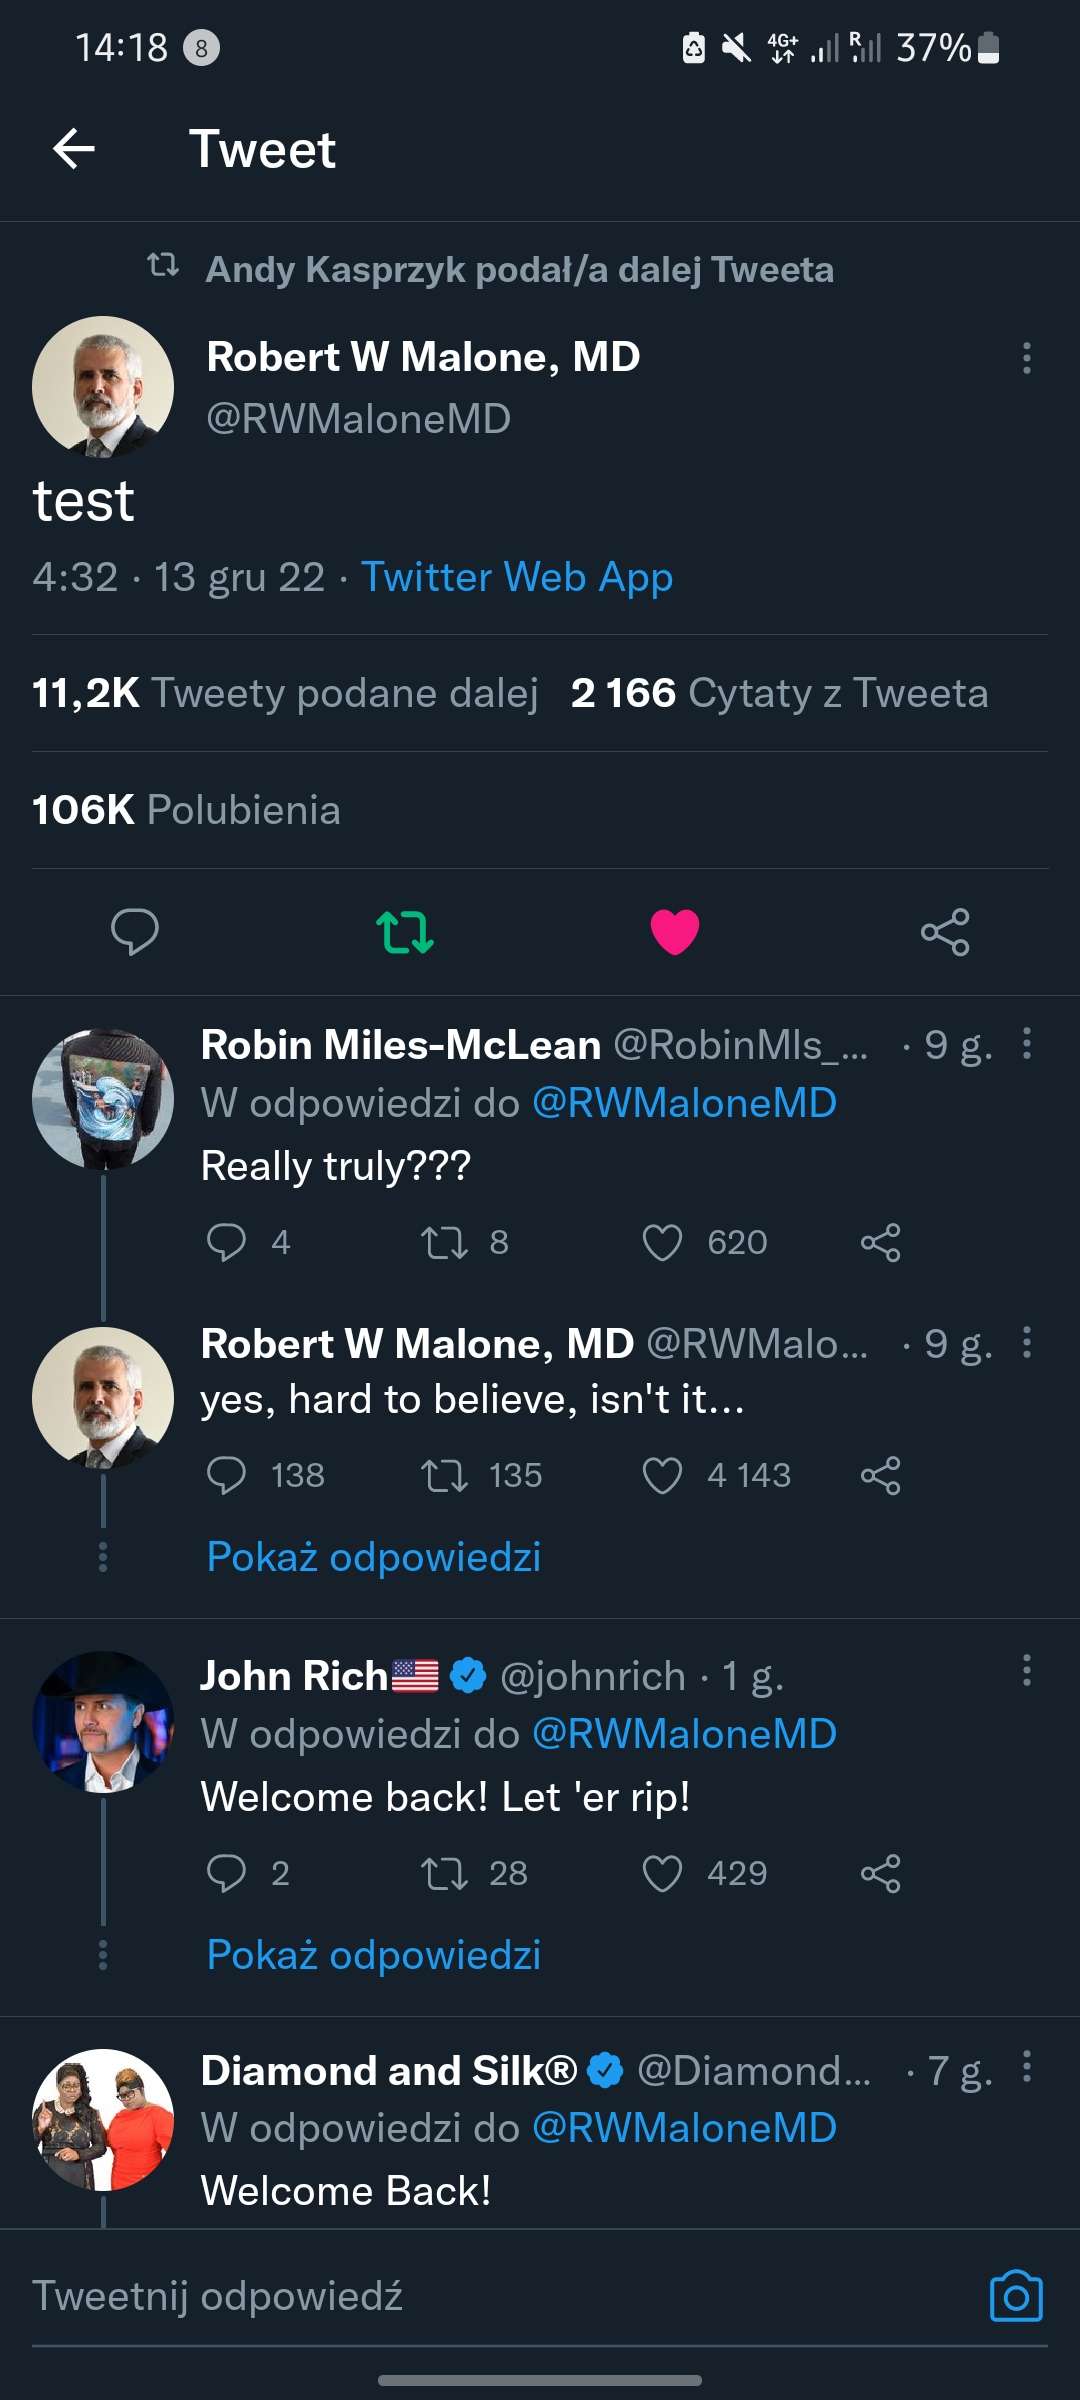 14:18 8 4G+ R 37%
Tweet
Andy Kasprzyk podał/a dalej Tweeta
Robert W Malone, MD
@RWMaloneMD
test
4:32 · 13 gru 22 · Twitter Web App
11,2K Tweety podane dalej 2 166 Cytaty z Tweeta
106K Polubienia
Robin Miles-McLean @RobinMls_... · 9 g.
W odpowiedzi do @RWMaloneMD
Really truly???
4 8 620
Robert W Malone, MD @RWMalo... · 9 g.
yes, hard to believe, isn't it...
138 135 4 143
Pokaż odpowiedzi
John Rich🇺🇸 @johnrich · 1 g.
W odpowiedzi do @RWMaloneMD
Welcome back! Let 'er rip!
2 28 429
Pokaż odpowiedzi
Diamond and Silk® @Diamond... · 7 g.
W odpowiedzi do @RWMaloneMD
Welcome Back!
Tweetnij odpowiedź